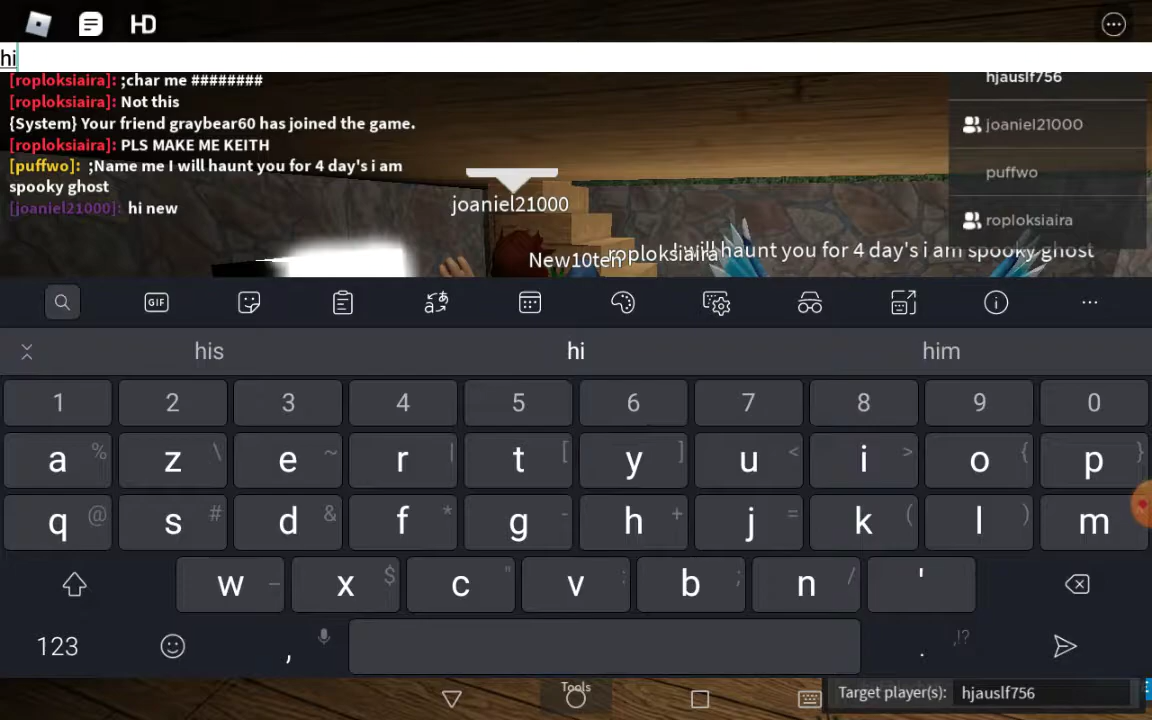 HD
hi
[roploksiaira]: ;char me ########
hjauslf756
[roploksiaira]: Not this
{System} Your friend graybear60 has joined the game.
joaniel21000
[roploksiaira]: PLS MAKE ME KEITH
[puffwo]: ;Name me I will haunt you for 4 day's i am
spooky ghost
puffwo
[joaniel21000]: hi new
joaniel21000
roploksiaira
New10ten
roploksiaira
I will haunt you for 4 day's i am spooky ghost
GIF
his hi him
1 2 3 4 5 6 7 8 9 0
a % z \ e ~ r | t [ y ] u < i > o { p }
q @ s # d & f * g - h + j = k ( l ) m
w _ x $ c " v : b ; n / '
123 , . ,!?
Tools
Target player(s): hjauslf756